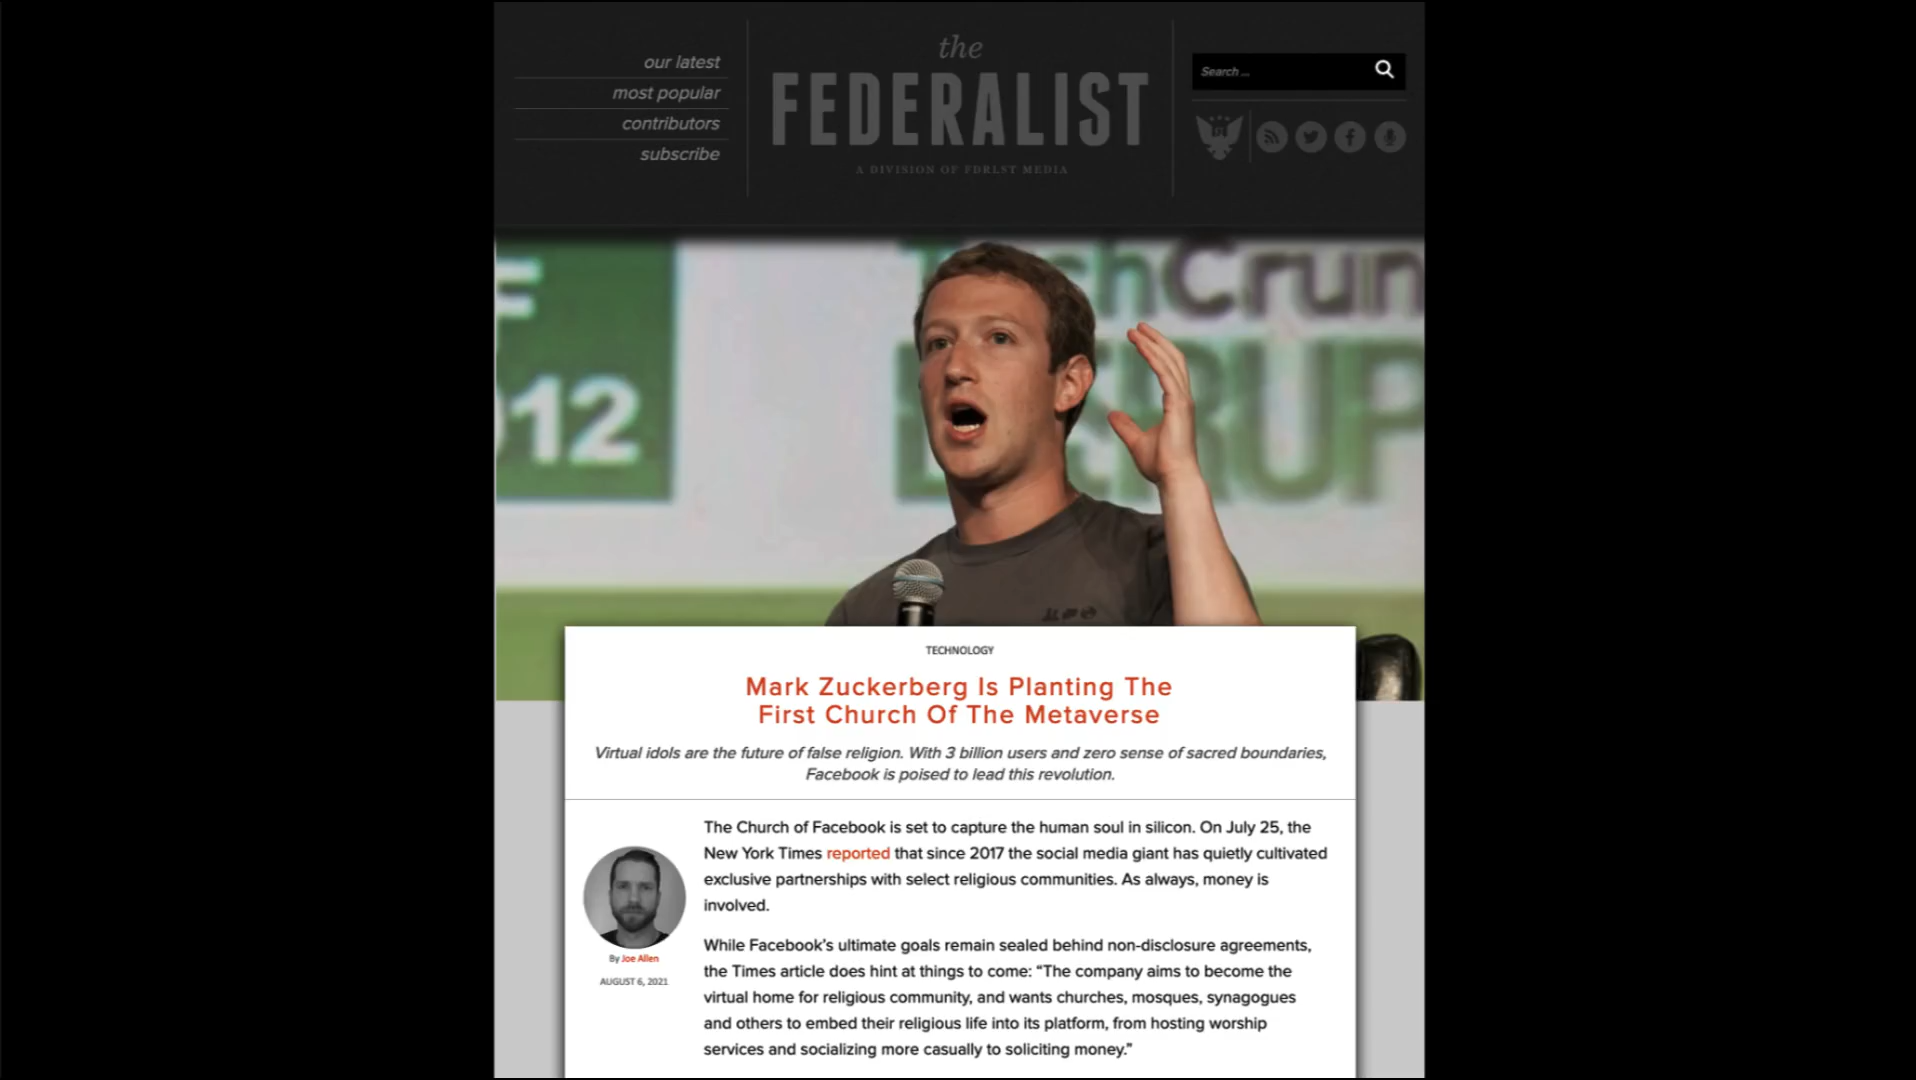 our latest
most popular
contributors
subscribe
the
FEDERALIST
A DIVISION OF FDRLST MEDIA
Search ...
F
012
TechCrun
DISRUP
TECHNOLOGY
Mark Zuckerberg Is Planting The
First Church Of The Metaverse
Virtual idols are the future of false religion. With 3 billion users and zero sense of sacred boundaries,
Facebook is poised to lead this revolution.
By Joe Allen
AUGUST 6, 2021
The Church of Facebook is set to capture the human soul in silicon. On July 25, the
New York Times reported that since 2017 the social media giant has quietly cultivated
exclusive partnerships with select religious communities. As always, money is
involved.
While Facebook’s ultimate goals remain sealed behind non-disclosure agreements,
the Times article does hint at things to come: “The company aims to become the
virtual home for religious community, and wants churches, mosques, synagogues
and others to embed their religious life into its platform, from hosting worship
services and socializing more casually to soliciting money.”